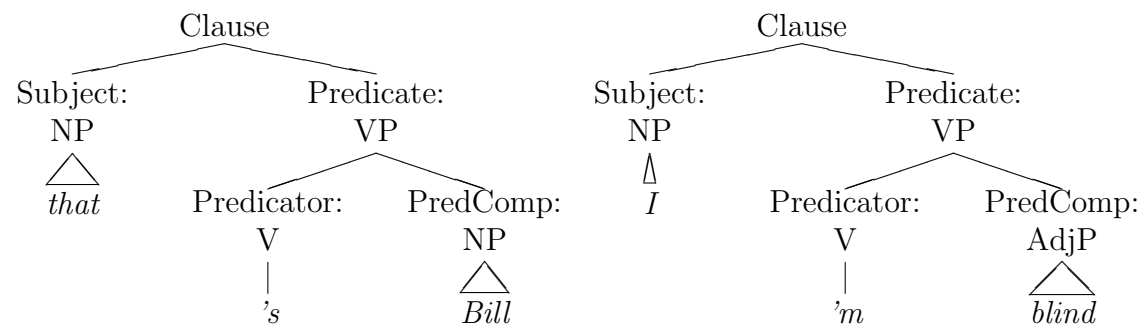 Clause Clause
Subject: Predicate: Subject: Predicate:
NP VP NP VP
that Predicator: PredComp: I Predicator: PredComp:
V NP V AdjP
's Bill 'm blind